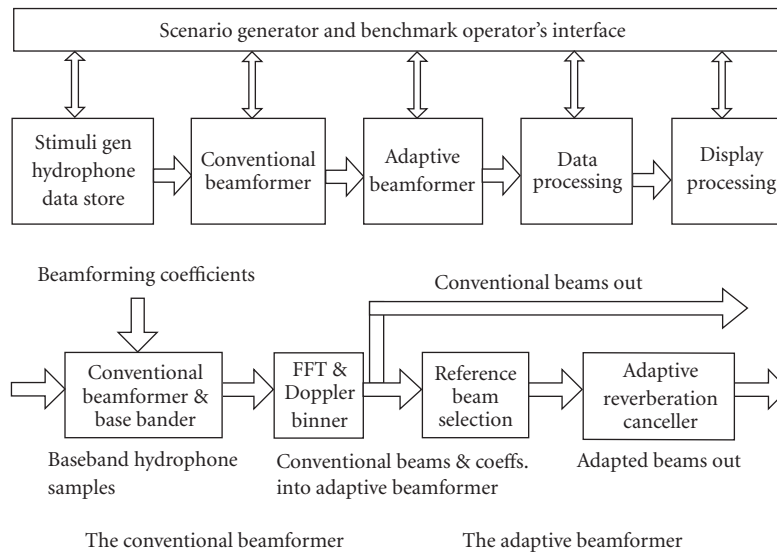 Scenario generator and benchmark operator's interface
Stimuli gen
hydrophone
data store
Conventional
beamformer
Adaptive
beamformer
Data
processing
Display
processing
Beamforming coefficients
Conventional beams out
Conventional
beamformer &
base bander
FFT &
Doppler
binner
Reference
beam
selection
Adaptive
reverberation
canceller
Baseband hydrophone
samples
Conventional beams & coeffs.
into adaptive beamformer
Adapted beams out
The conventional beamformer
The adaptive beamformer